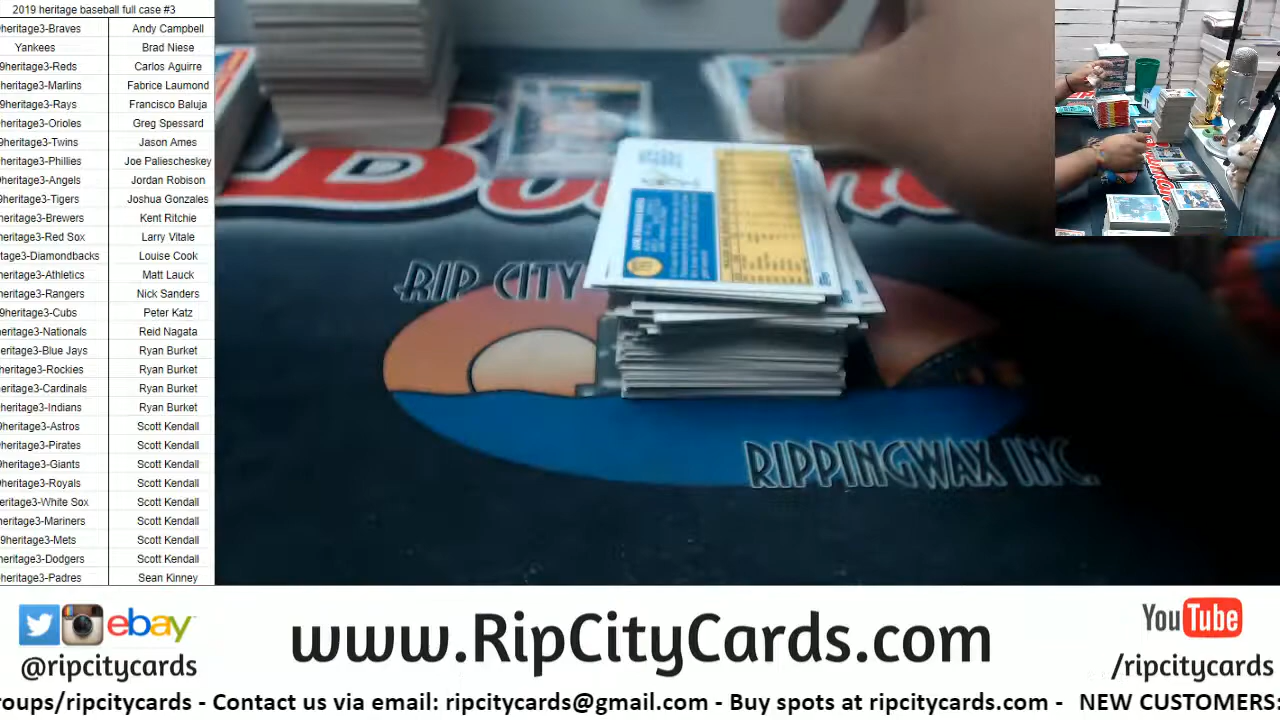 2019 heritage baseball full case #3
heritage3-Braves Andy Campbell
Yankees Brad Niese
9heritage3-Reds Carlos Aguirre
heritage3-Marlins Fabrice Laumond
9heritage3-Rays Francisco Baluja
heritage3-Orioles Greg Spessard
9heritage3-Twins Jason Ames
heritage3-Phillies Joe Paliescheskey
heritage3-Angels Jordan Robison
heritage3-Tigers Joshua Gonzales
heritage3-Brewers Kent Ritchie
heritage3-Red Sox Larry Vitale
heritage3-Diamondbacks Louise Cook
heritage3-Athletics Matt Lauck
heritage3-Rangers Nick Sanders
9heritage3-Cubs Peter Katz
eritage3-Nationals Reid Nagata
eritage3-Blue Jays Ryan Burket
heritage3-Rockies Ryan Burket
eritage3-Cardinals Ryan Burket
heritage3-Indians Ryan Burket
9heritage3-Astros Scott Kendall
heritage3-Pirates Scott Kendall
heritage3-Giants Scott Kendall
heritage3-Royals Scott Kendall
eritage3-White Sox Scott Kendall
heritage3-Mariners Scott Kendall
9heritage3-Mets Scott Kendall
heritage3-Dodgers Scott Kendall
heritage3-Padres Sean Kinney
RIP CITY
RIPPINGWAX INC.
ebay
@ripcitycards
www.RipCityCards.com
YouTube
/ripcitycards
roups/ripcitycards - Contact us via email: ripcitycards@gmail.com - Buy spots at ripcitycards.com - NEW CUSTOMERS: